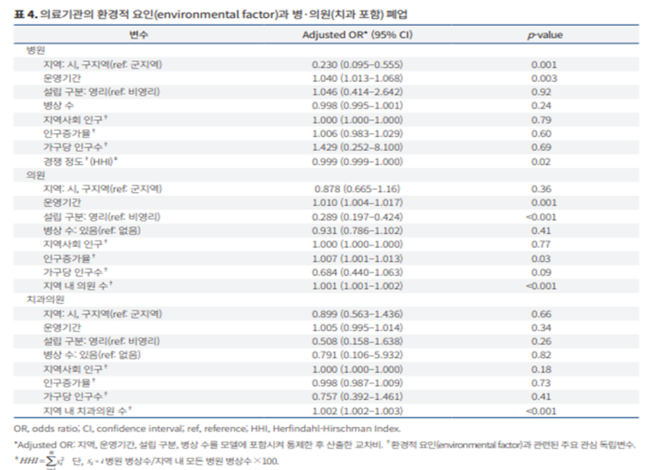 표 4. 의료기관의 환경적 요인(environmental factor)과 병·의원(치과 포함) 폐업
변수 Adjusted OR* (95% CI) p-value
병원
지역: 시, 구지역(ref: 군지역) 0.230 (0.095–0.555) 0.001
운영기간 1.040 (1.013–1.068) 0.003
설립 구분: 영리(ref: 비영리) 1.046 (0.414–2.642) 0.92
병상 수 0.998 (0.995–1.001) 0.24
지역사회 인구† 1.000 (1.000–1.000) 0.79
인구증가율† 1.006 (0.983–1.029) 0.60
가구당 인구수† 1.429 (0.252–8.100) 0.69
경쟁 정도†(HHI)‡ 0.999 (0.999–1.000) 0.02
의원
지역: 시, 구지역(ref: 군지역) 0.878 (0.665–1.16) 0.36
운영기간 1.010 (1.004–1.017) 0.001
설립 구분: 영리(ref: 비영리) 0.289 (0.197–0.424) <0.001
병상 수: 있음(ref: 없음) 0.931 (0.786–1.102) 0.41
지역사회 인구† 1.000 (1.000–1.000) 0.77
인구증가율† 1.007 (1.001–1.013) 0.03
가구당 인구수† 0.684 (0.440–1.063) 0.09
지역 내 의원 수† 1.001 (1.001–1.002) <0.001
치과의원
지역: 시, 구지역(ref: 군지역) 0.899 (0.563–1.436) 0.66
운영기간 1.005 (0.995–1.014) 0.34
설립 구분: 영리(ref: 비영리) 0.508 (0.158–1.638) 0.26
병상 수: 있음(ref: 없음) 0.791 (0.106–5.932) 0.82
지역사회 인구† 1.000 (1.000–1.000) 0.18
인구증가율† 0.998 (0.987–1.009) 0.73
가구당 인구수† 0.757 (0.392–1.461) 0.41
지역 내 치과의원 수† 1.002 (1.002–1.003) <0.001
OR, odds ratio; CI, confidence interval; ref, reference; HHI, Herfindahl-Hirschman Index.
*Adjusted OR: 지역, 운영기간, 설립 구분, 병상 수를 모델에 포함시켜 통제한 후 산출한 교차비. †환경적 요인(environmental factor)과 관련된 주요 관심 독립변수.
‡HHI=∑s²ᵢ 단, sᵢ = i 병원 병상수/지역 내 모든 병원 병상수×100.